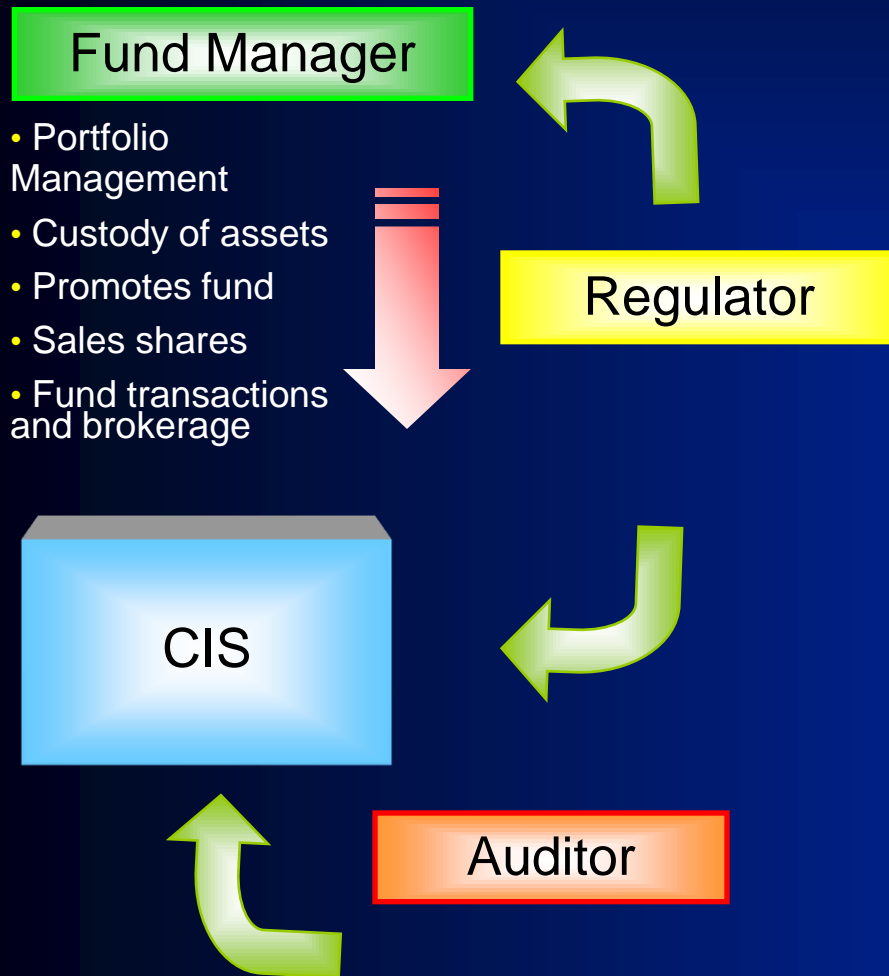 Fund Manager
• Portfolio
Management
• Custody of assets
• Promotes fund
• Sales shares
• Fund transactions
and brokerage
Regulator
CIS
Auditor